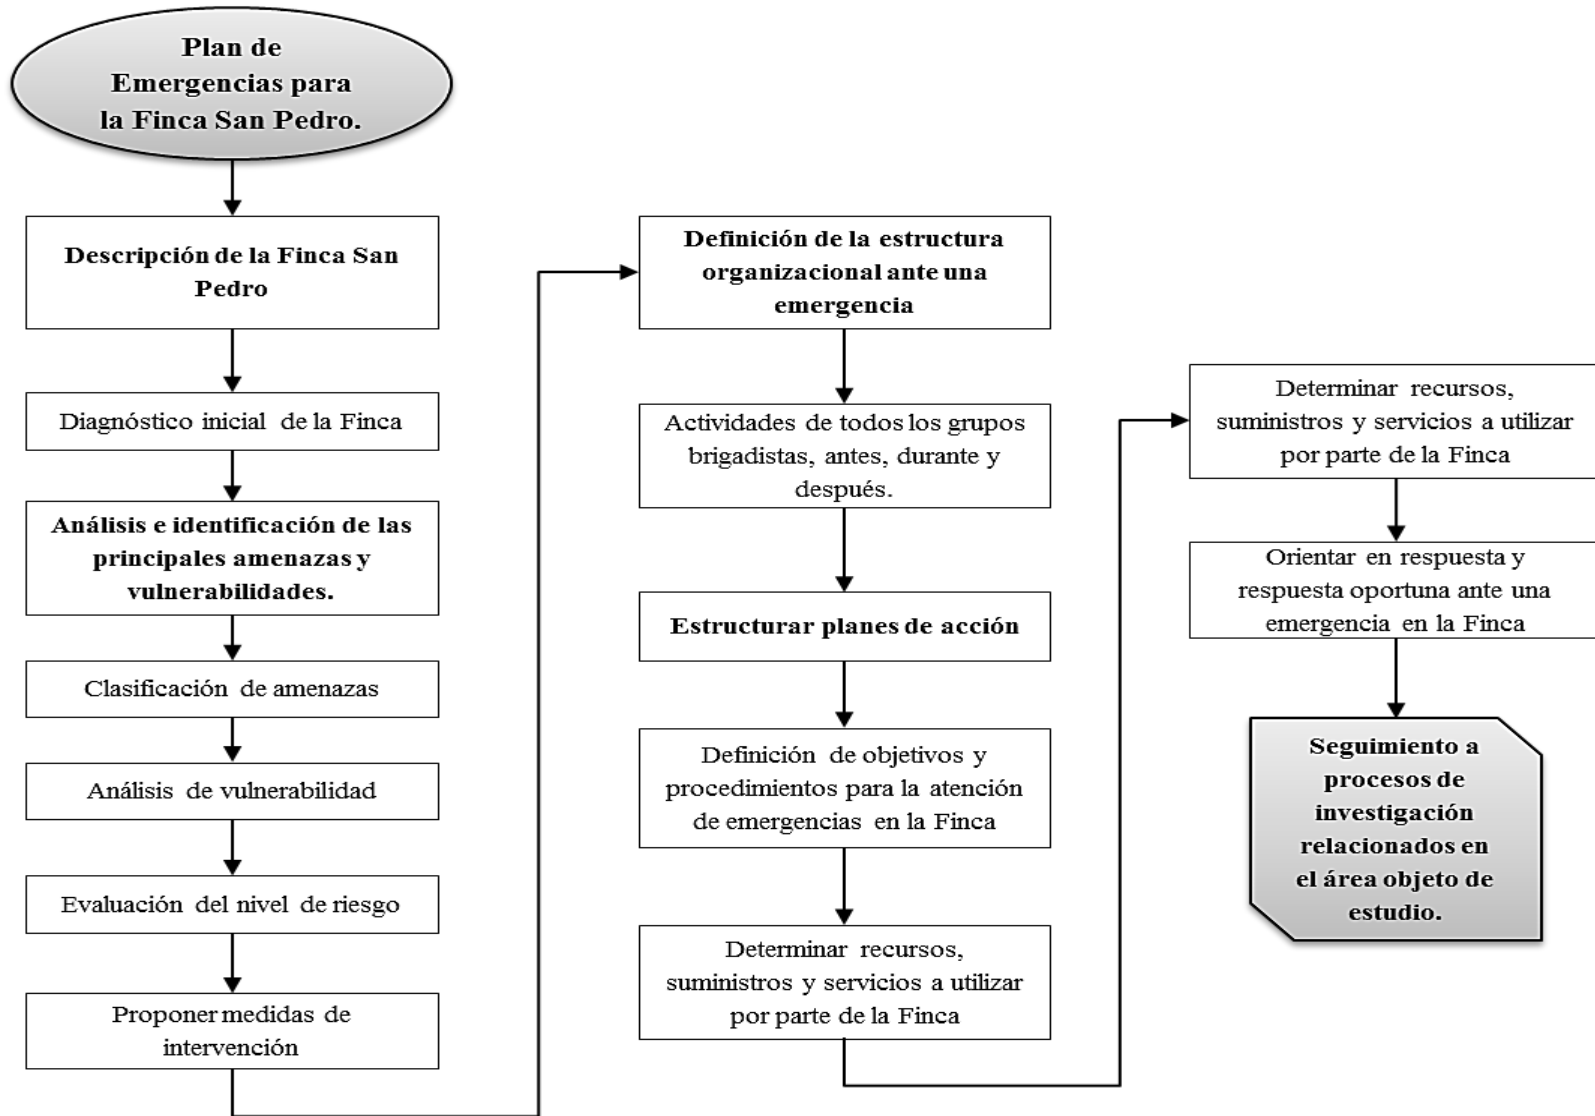 Plan de
Emergencias para
la Finca San Pedro.
Descripción de la Finca San
Pedro
Diagnóstico inicial de la Finca
Análisis e identificación de las
principales amenazas y
vulnerabilidades.
Clasificación de amenazas
Análisis de vulnerabilidad
Evaluación del nivel de riesgo
Proponer medidas de
intervención
Definición de la estructura
organizacional ante una
emergencia
Actividades de todos los grupos
brigadistas, antes, durante y
después.
Estructurar planes de acción
Definición de objetivos y
procedimientos para la atención
de emergencias en la Finca
Determinar recursos,
suministros y servicios a utilizar
por parte de la Finca
Determinar recursos,
suministros y servicios a utilizar
por parte de la Finca
Orientar en respuesta y
respuesta oportuna ante una
emergencia en la Finca
Seguimiento a
procesos de
investigación
relacionados en
el área objeto de
estudio.